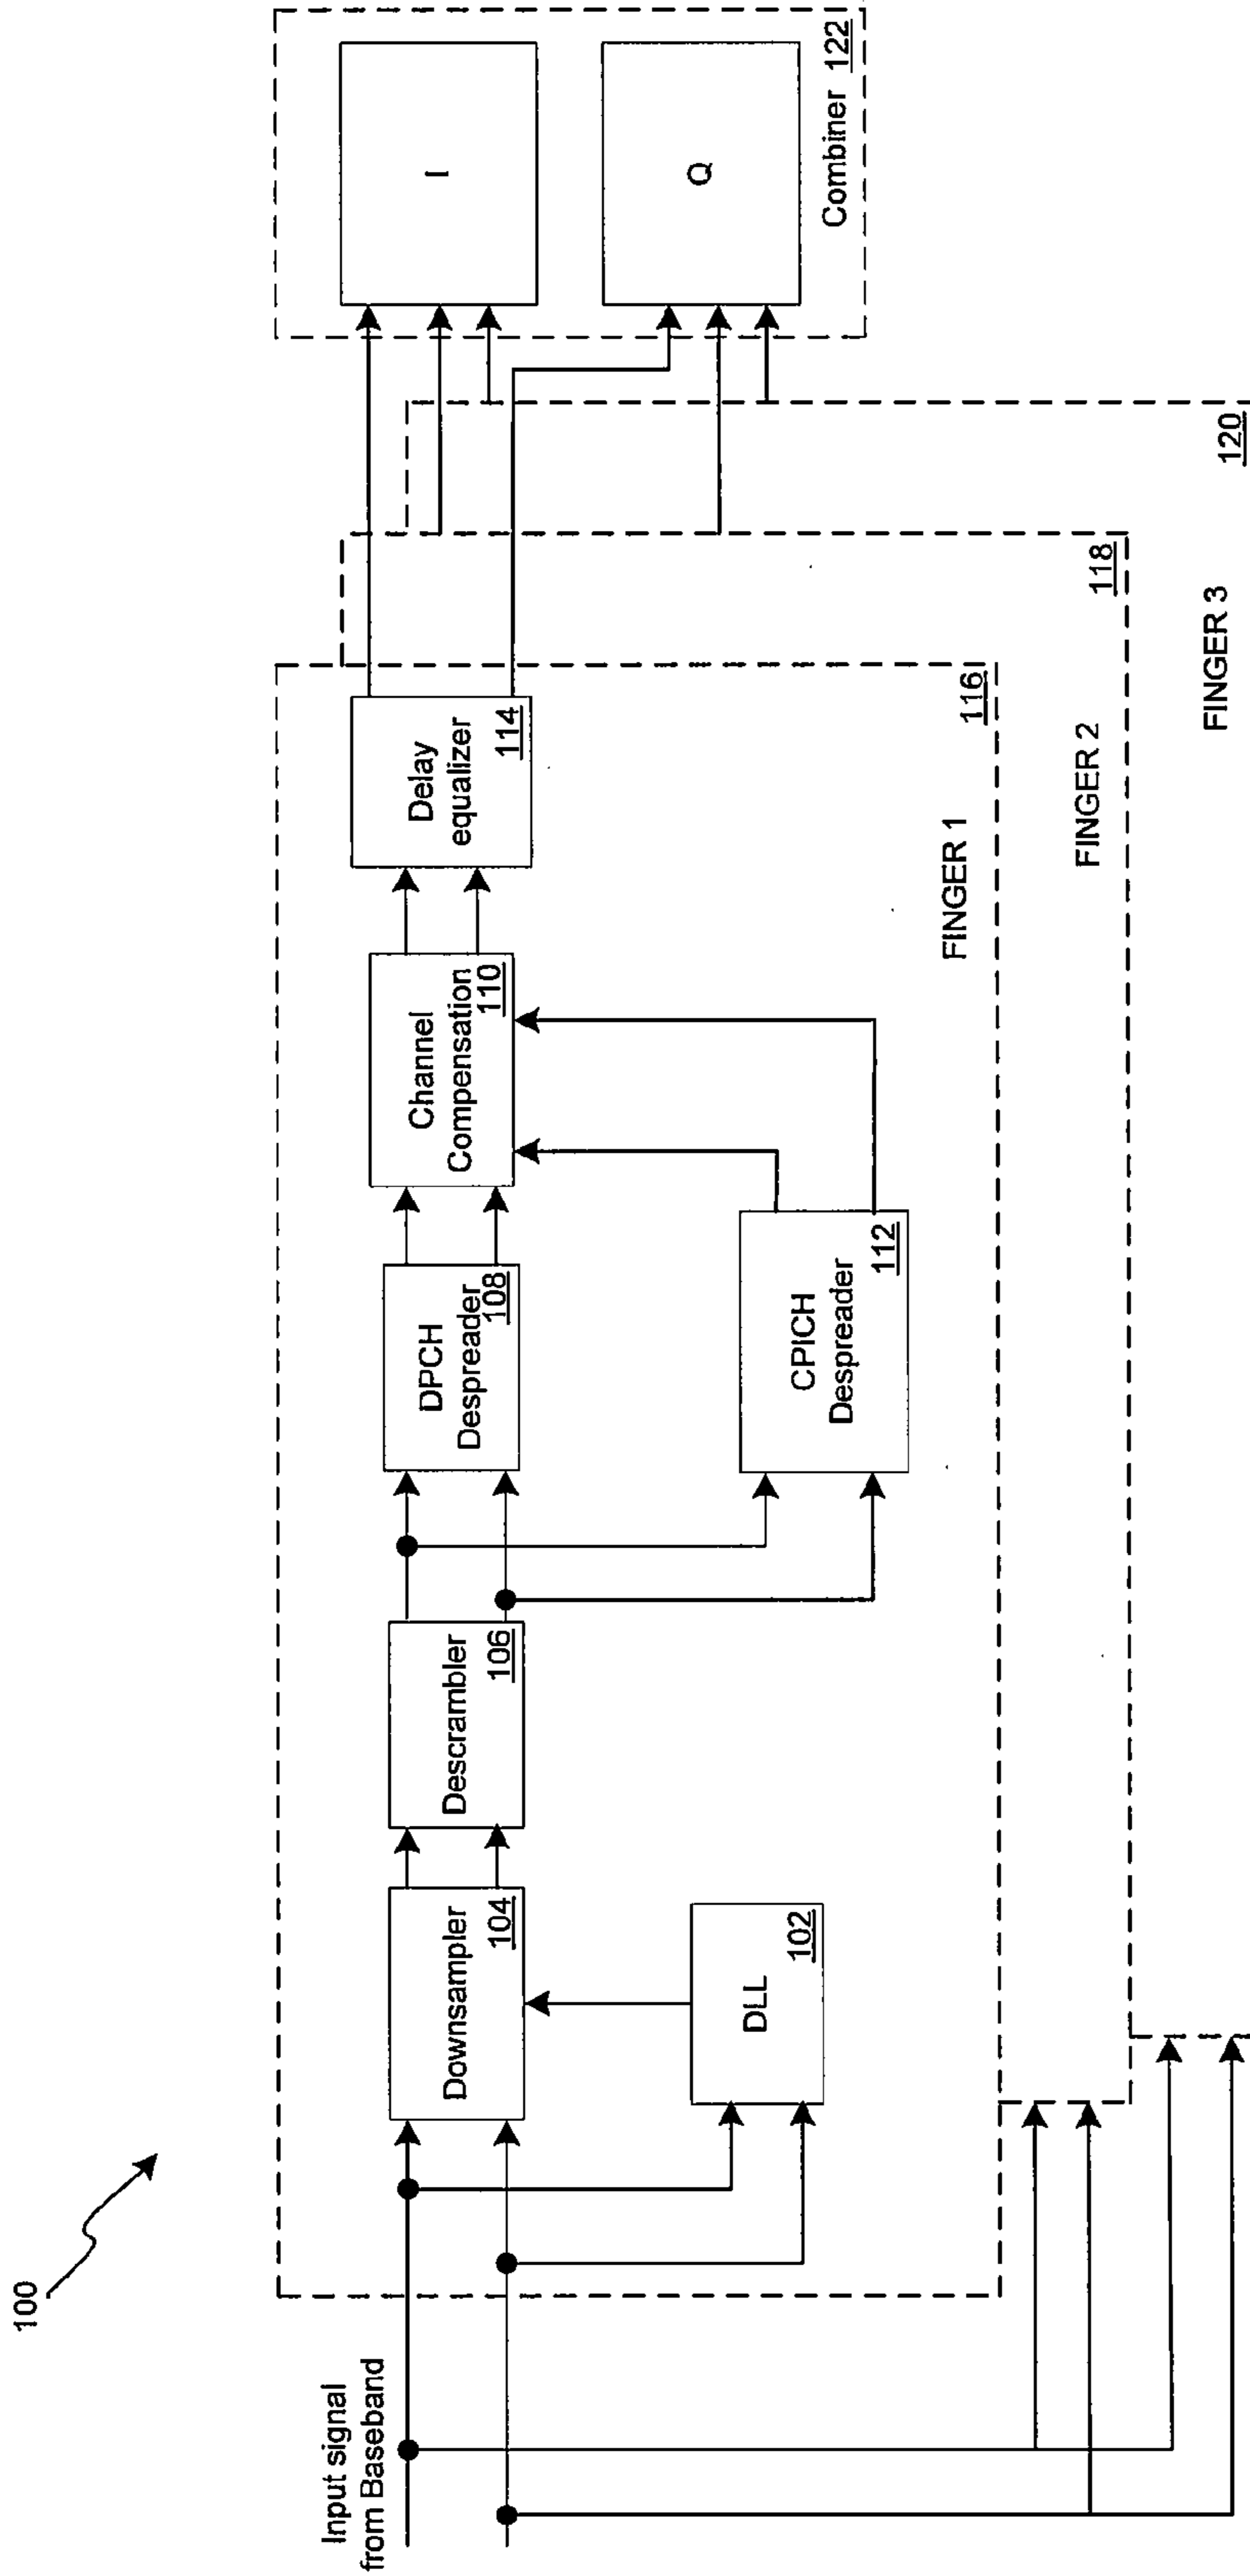 100
Input signal
from Baseband
Downsampler
104
DLL
102
Descrambler
106
DPCH
Despreader
108
CPICH
Despreader
112
Channel
Compensation
110
Delay
equalizer
114
FINGER 1
116
FINGER 2
118
FINGER 3
120
I
Q
Combiner 122